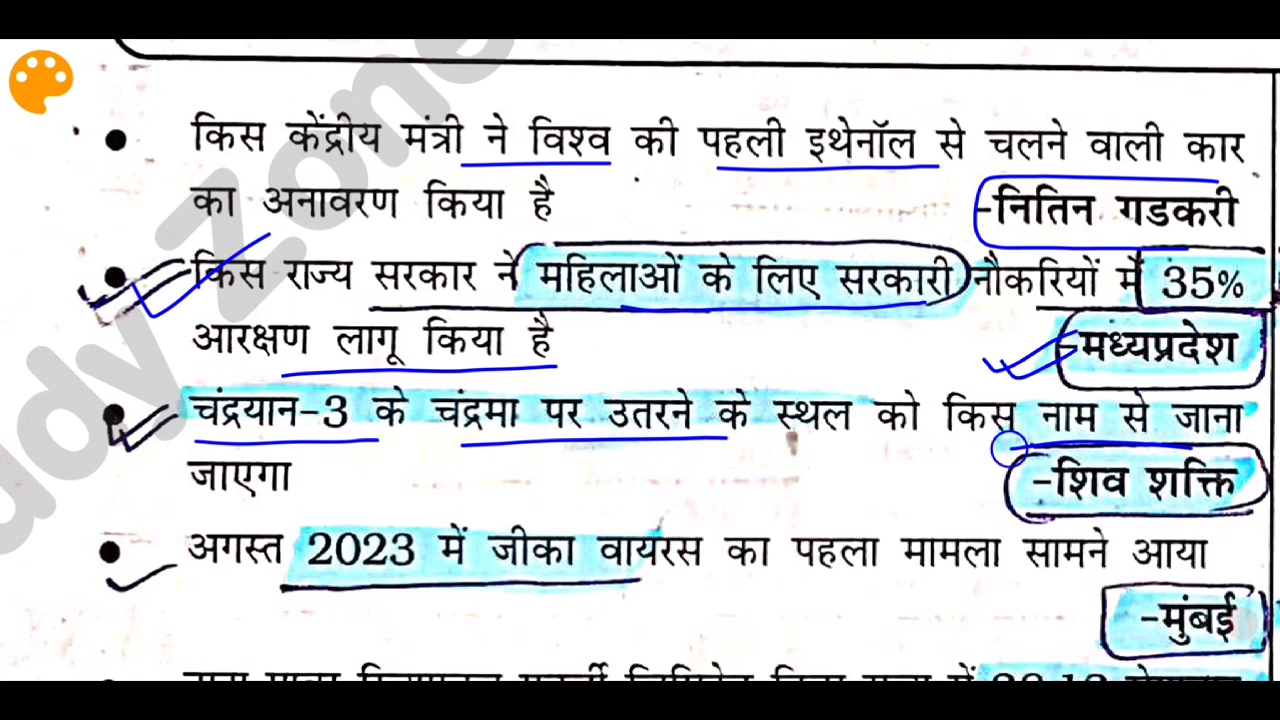 किस केंद्रीय मंत्री ने विश्व की पहली इथेनॉल से चलने वाली कार
का अनावरण किया है -नितिन गडकरी
किस राज्य सरकार ने महिलाओं के लिए सरकारी नौकरियों में 35%
आरक्षण लागू किया है -मध्यप्रदेश
चंद्रयान-3 के चंद्रमा पर उतरने के स्थल को किस नाम से जाना
जाएगा -शिव शक्ति
अगस्त 2023 में जीका वायरस का पहला मामला सामने आया
-मुंबई